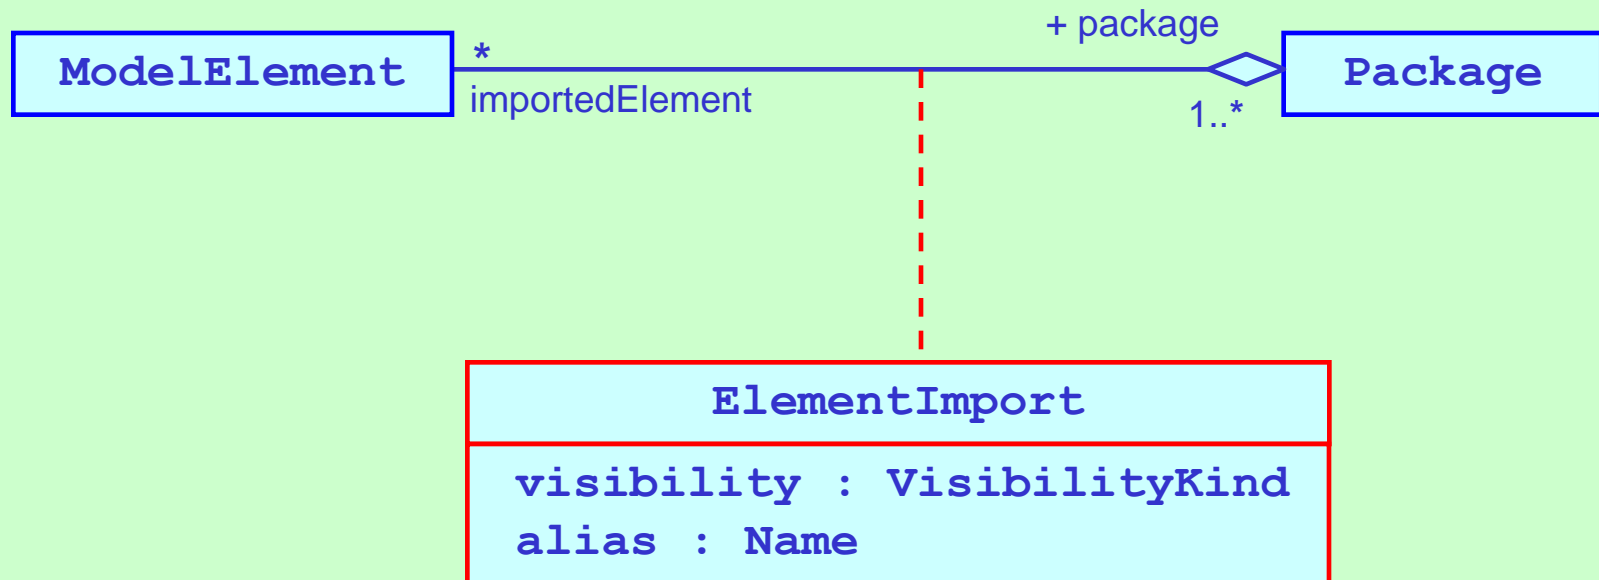 + package
ModelElement
*
Package
importedElement
1..*
ElementImport
visibility : VisibilityKind
alias : Name